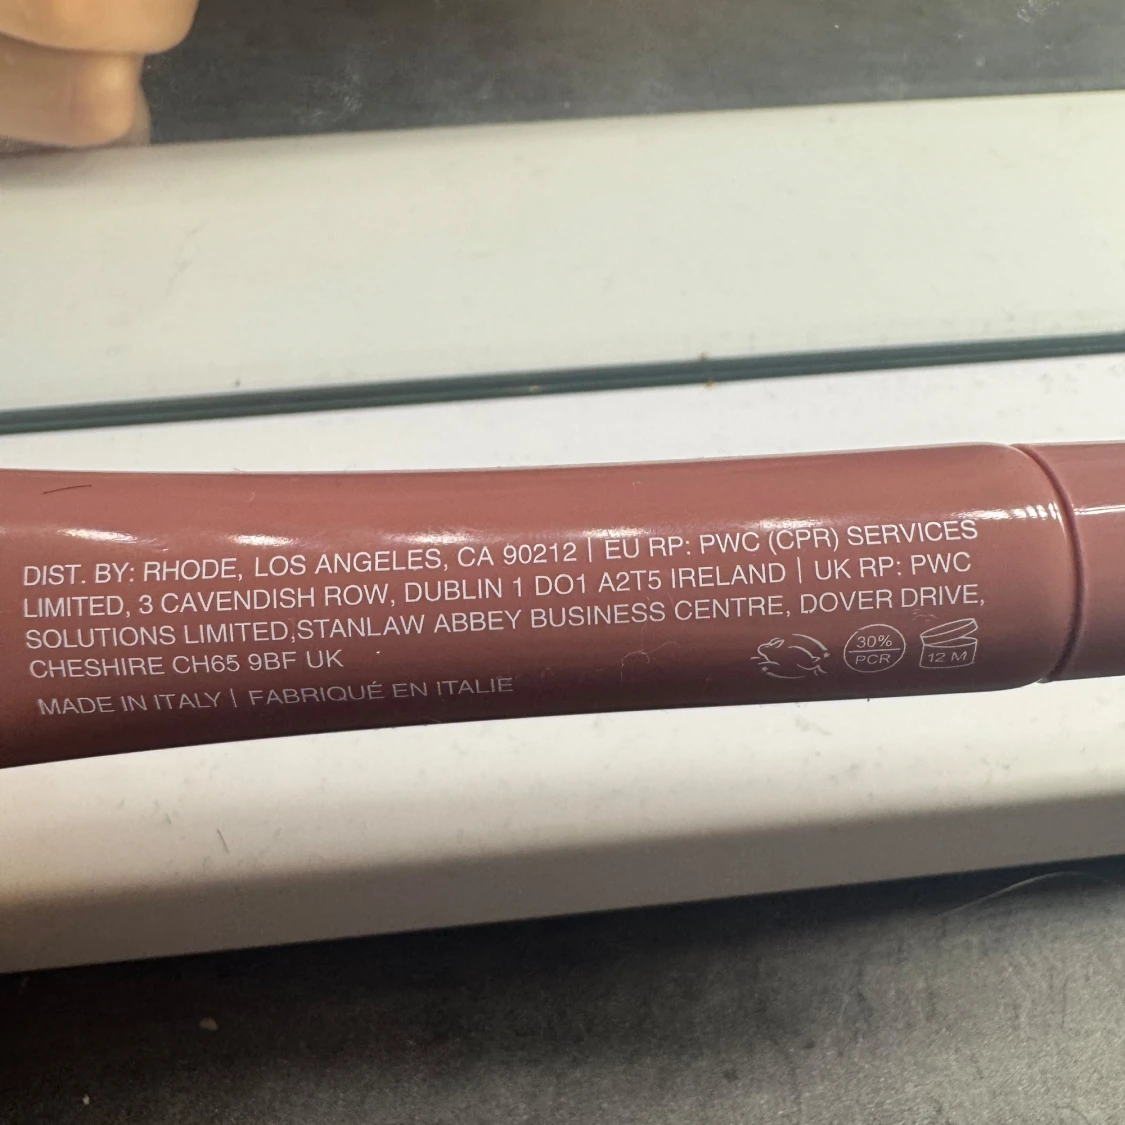 DIST. BY: RHODE, LOS ANGELES, CA 90212 | EU RP: PWC (CPR) SERVICES
LIMITED, 3 CAVENDISH ROW, DUBLIN 1 DO1 A2T5 IRELAND | UK RP: PWC
SOLUTIONS LIMITED,STANLAW ABBEY BUSINESS CENTRE, DOVER DRIVE,
CHESHIRE CH65 9BF UK
30%
PCR
12 M
MADE IN ITALY | FABRIQUÉ EN ITALIE